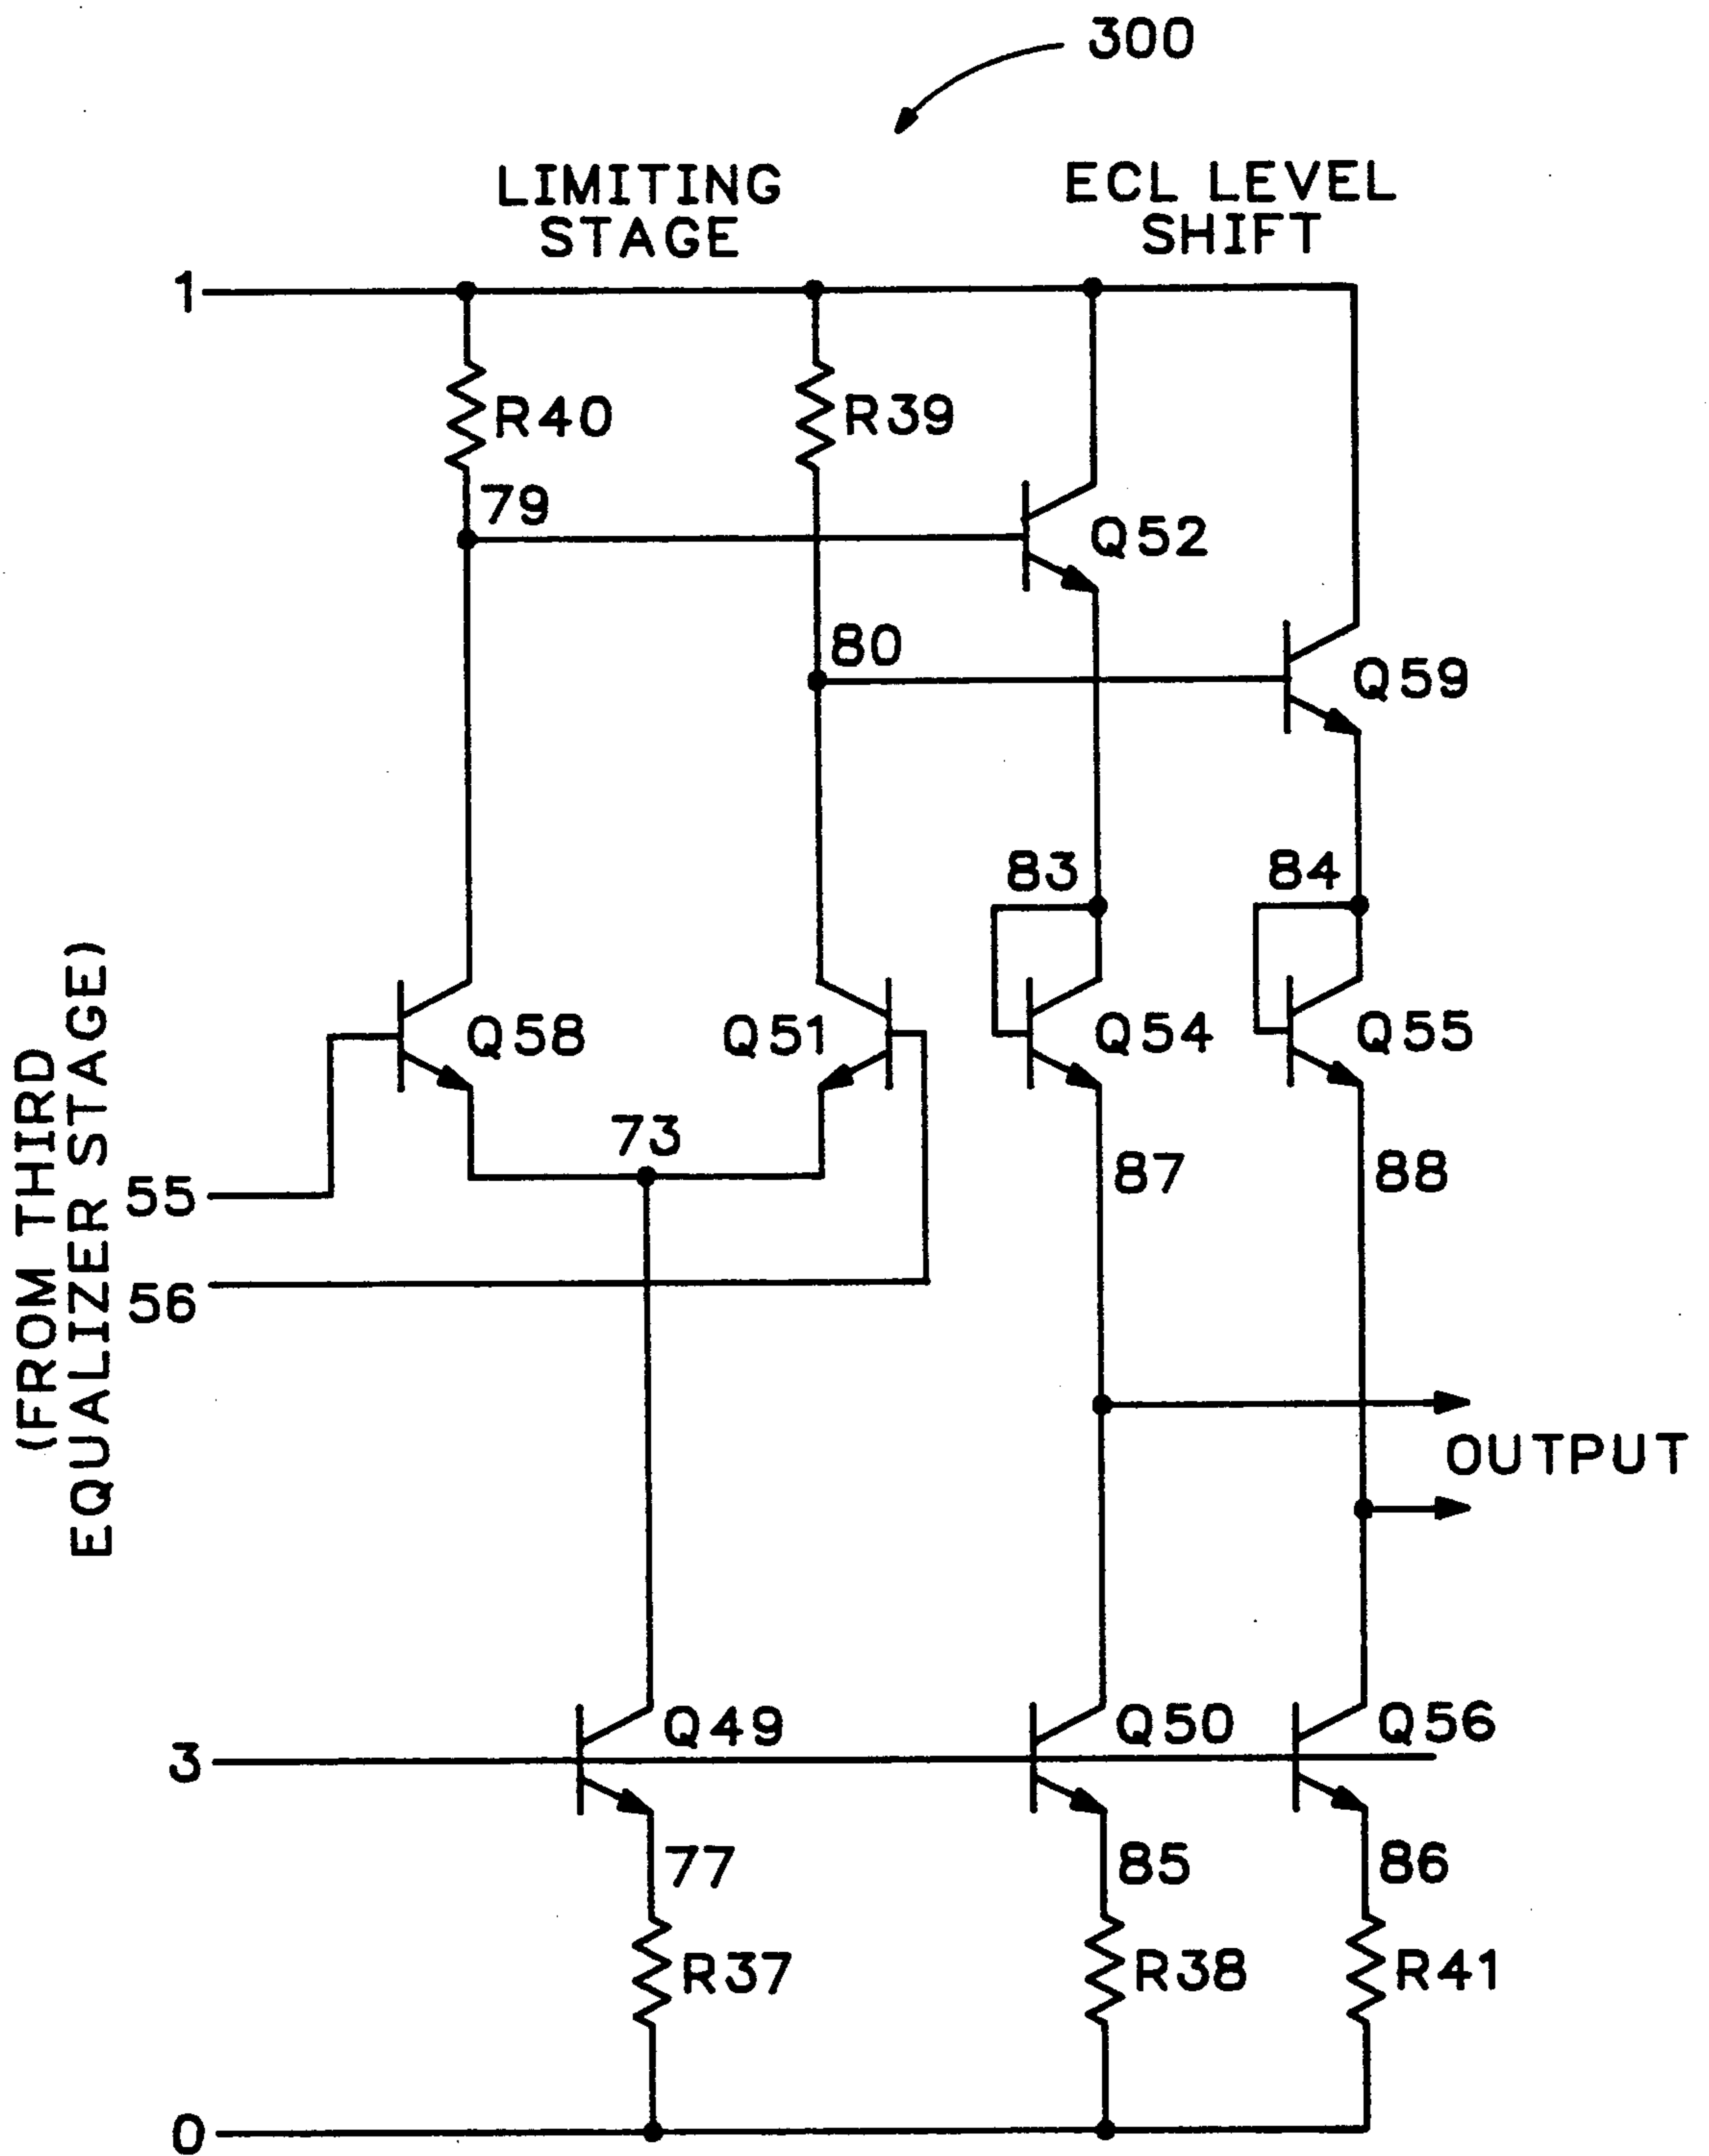 300
LIMITING
STAGE
ECL LEVEL
SHIFT
1
R40
R39
79
Q52
80
Q59
83
84
Q58
Q51
Q54
Q55
73
87
88
(FROM THIRD
EQUALIZER STAGE)
55
56
OUTPUT
Q49
Q50
Q56
3
77
85
86
R37
R38
R41
0